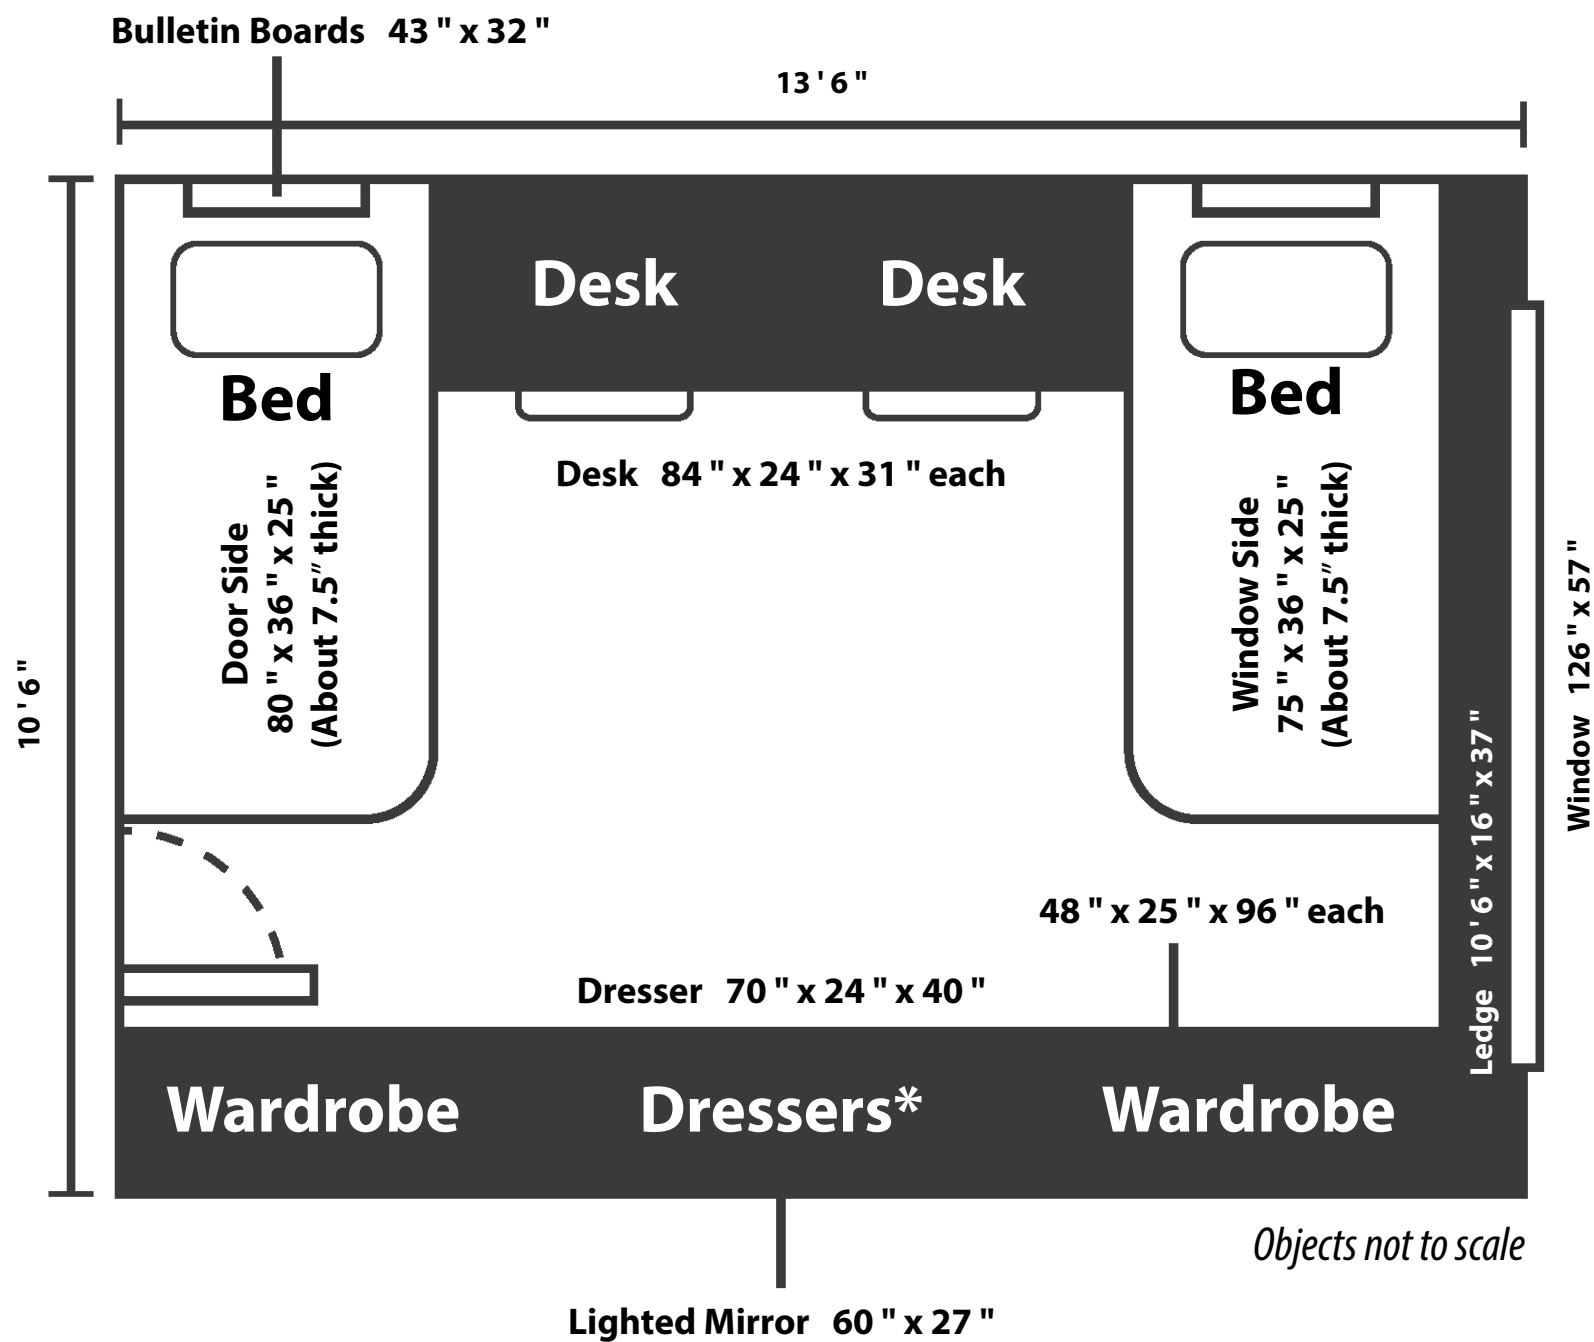 Bulletin Boards 43 " x 32 "
13 ' 6 "
Desk
Desk
Bed
Bed
Desk 84 " x 24 " x 31 " each
Door Side
80 " x 36 " x 25 "
(About 7.5″ thick)
Window Side
75 " x 36 " x 25 "
(About 7.5″ thick)
10 ' 6 "
Window 126 " x 57 "
Ledge 10 ' 6 " x 16 " x 37 "
48 " x 25 " x 96 " each
Dresser 70 " x 24 " x 40 "
Wardrobe
Dressers*
Wardrobe
Objects not to scale
Lighted Mirror 60 " x 27 "